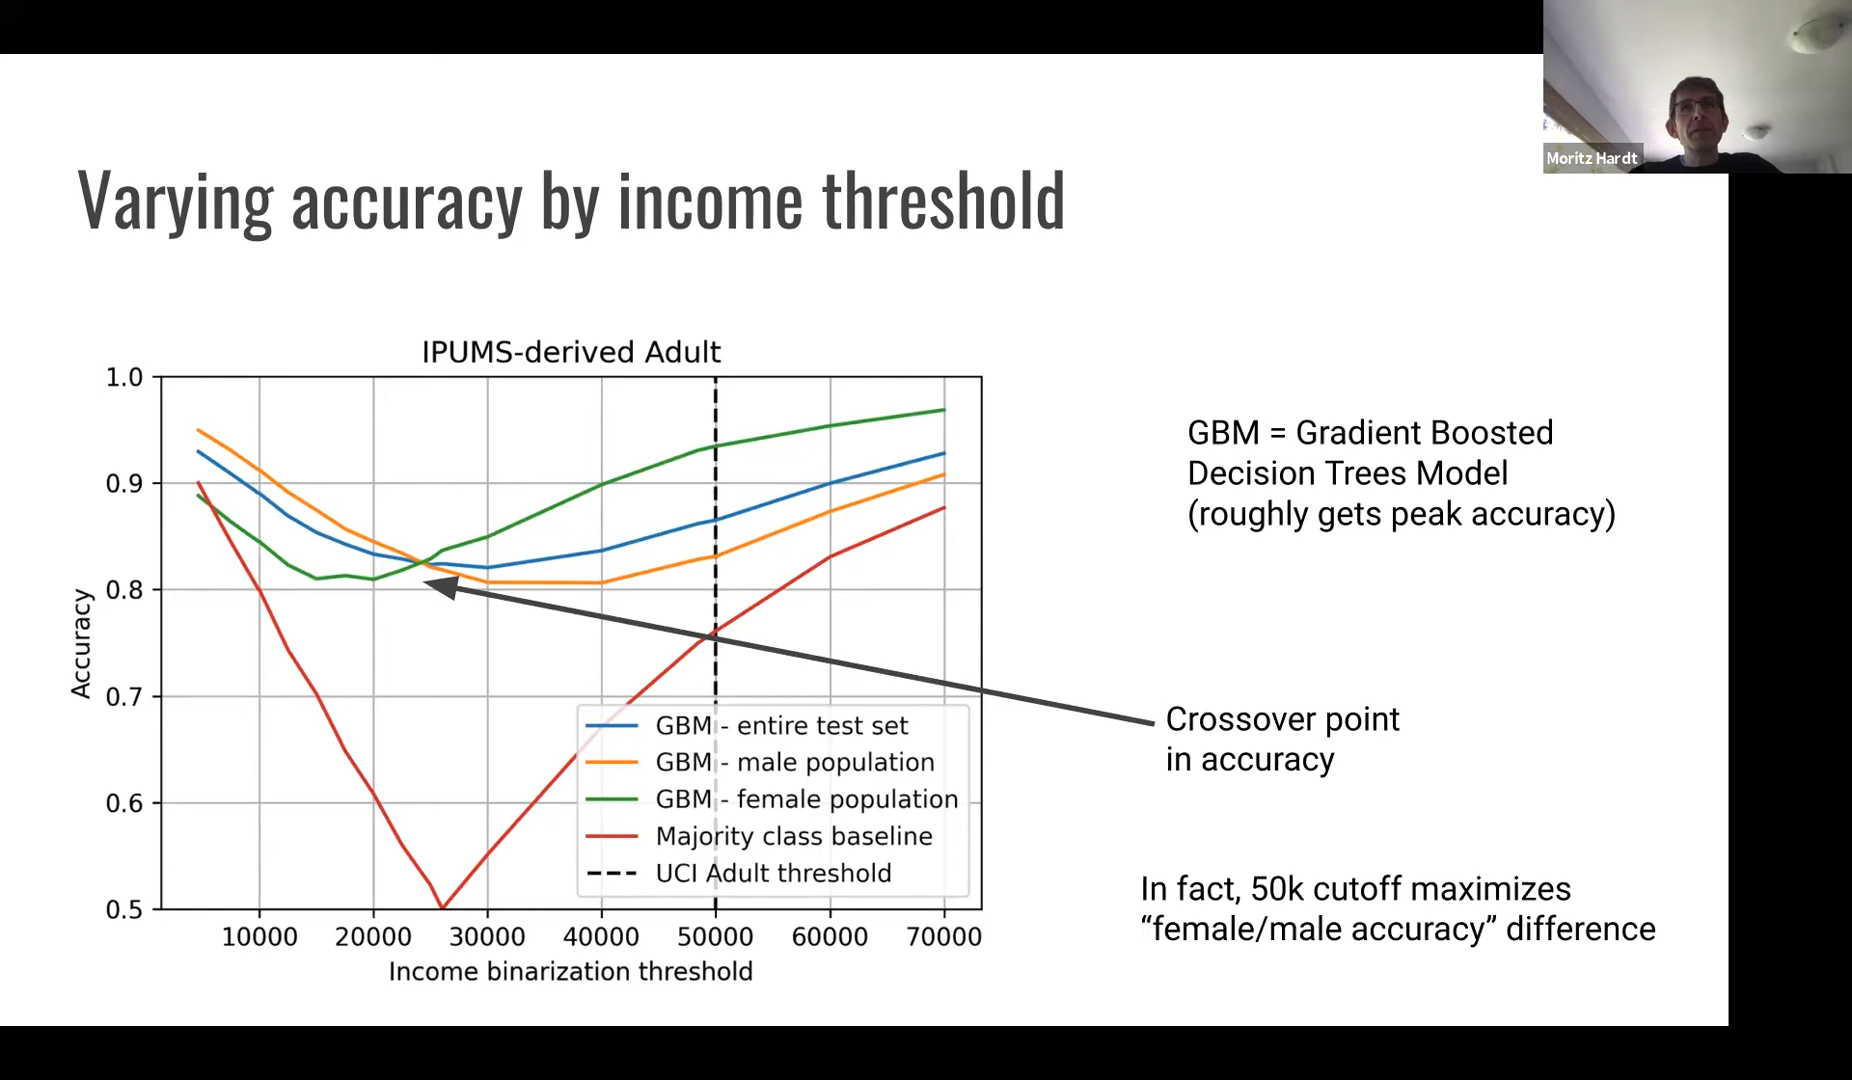 Moritz Hardt
Varying accuracy by income threshold
IPUMS-derived Adult
1.0
0.9
0.8
0.7
0.6
0.5
Accuracy
10000 20000 30000 40000 50000 60000 70000
Income binarization threshold
GBM - entire test set
GBM - male population
GBM - female population
Majority class baseline
UCI Adult threshold
GBM = Gradient Boosted
Decision Trees Model
(roughly gets peak accuracy)
Crossover point
in accuracy
In fact, 50k cutoff maximizes
“female/male accuracy” difference